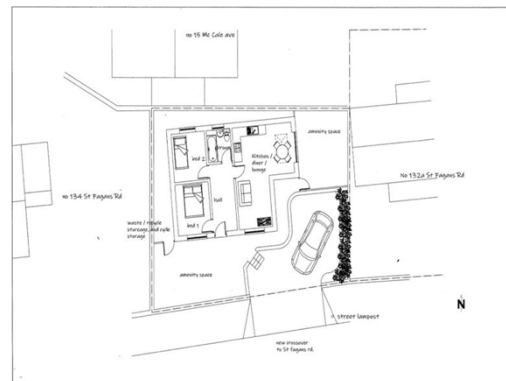 no 15 Mc Cale ave
amenity space
bed 2
Kitchen /
diner /
lounge
No 132a St Fagans Rd
no 134 St Fagans Rd
hall
bed 1
waste / recycle
storeage, and cycle
storage
amenity space
N
street lampost
new crossover
to St Fagans rd.